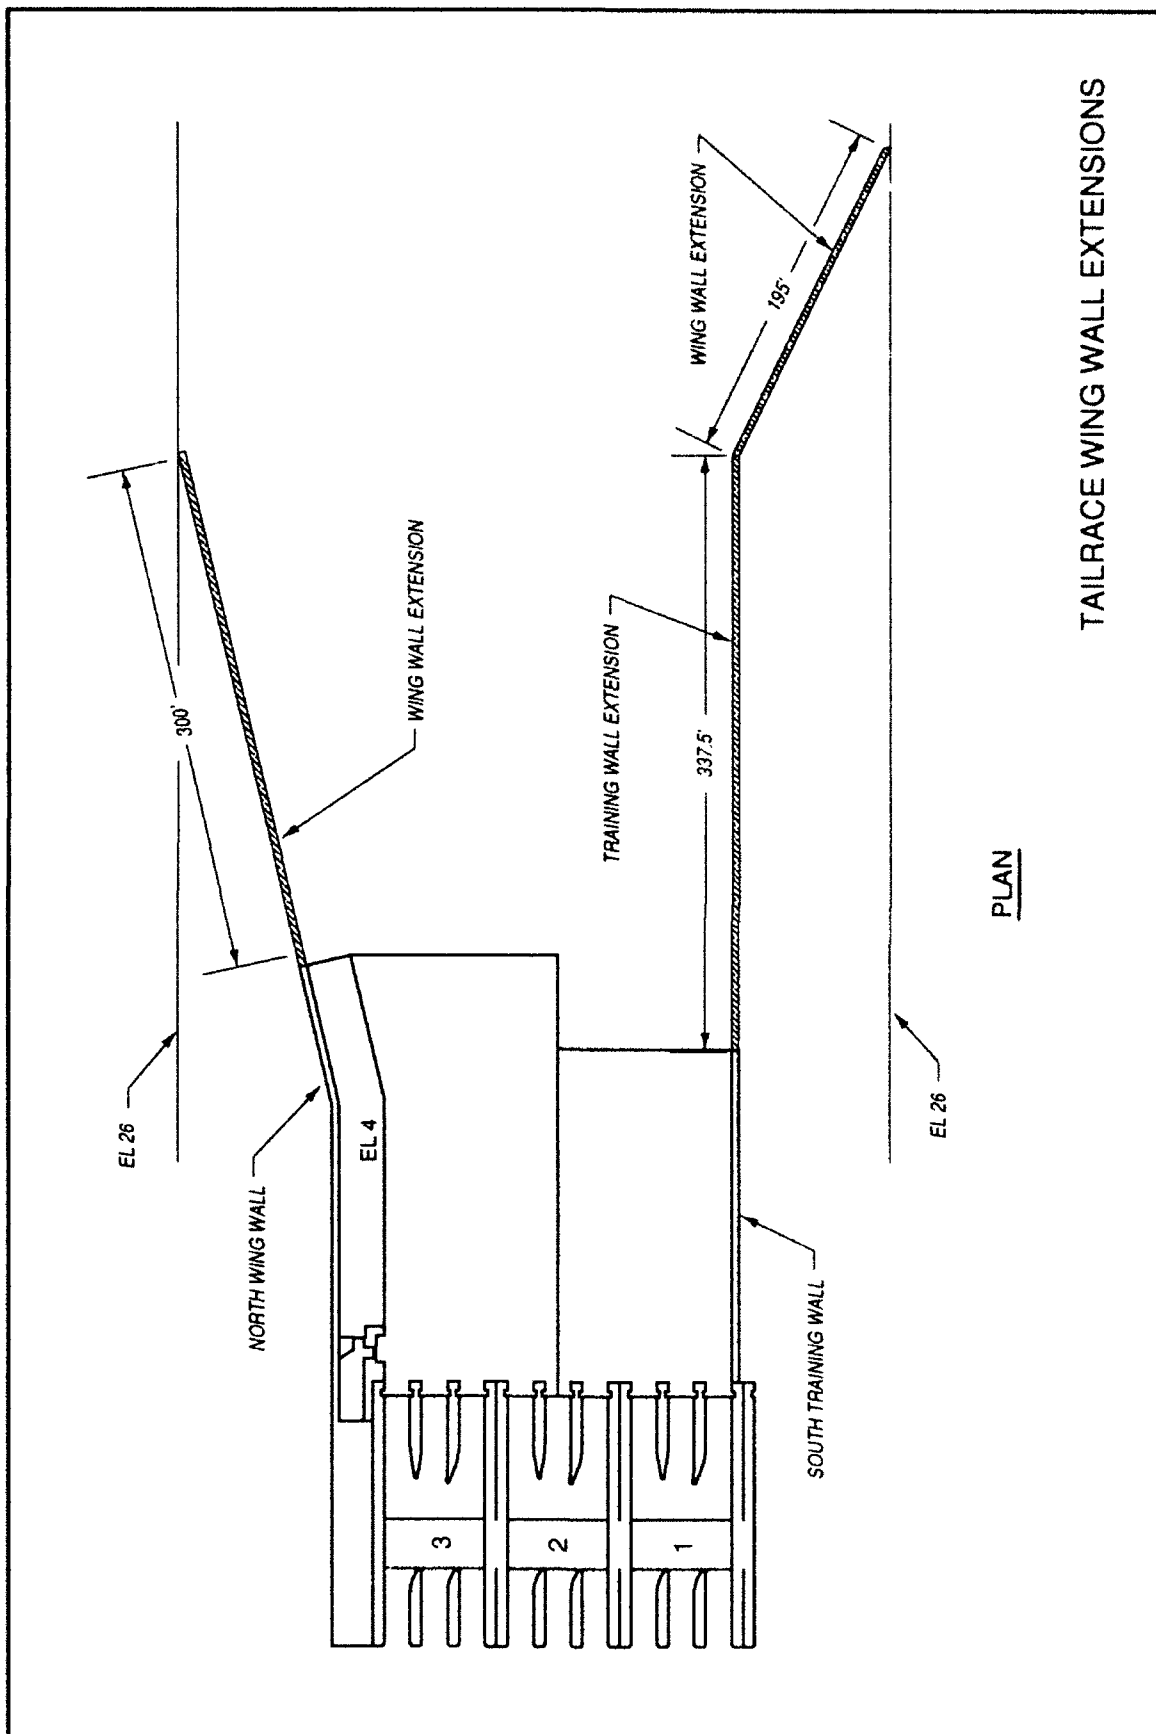 EL 26
300'
NORTH WING WALL
EL 4
WING WALL EXTENSION
WING WALL EXTENSION
195'
TRAINING WALL EXTENSION
337.5'
3
2
1
SOUTH TRAINING WALL
EL 26
PLAN
TAILRACE WING WALL EXTENSIONS